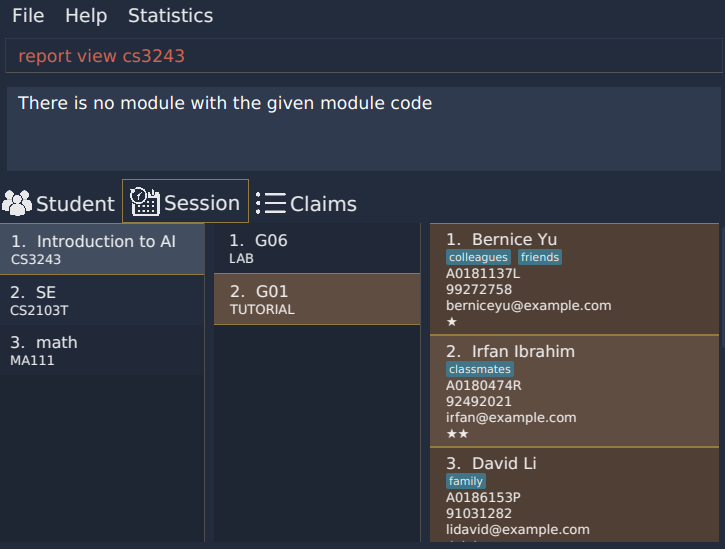 File Help Statistics
report view cs3243
There is no module with the given module code
Student Session Claims
1. Introduction to AI
CS3243
2. SE
CS2103T
3. math
MA111
1. G06
LAB
2. G01
TUTORIAL
1. Bernice Yu
colleagues friends
A0181137L
99272758
berniceyu@example.com
★
2. Irfan Ibrahim
classmates
A0180474R
92492021
irfan@example.com
★★
3. David Li
family
A0186153P
91031282
lidavid@example.com